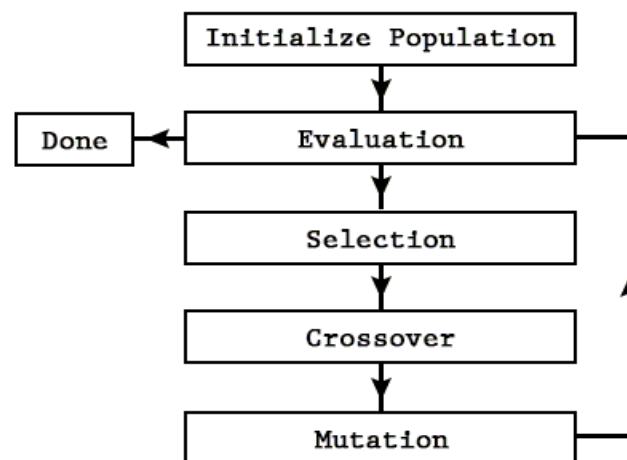 Initialize Population
Done
Evaluation
Selection
Crossover
Mutation